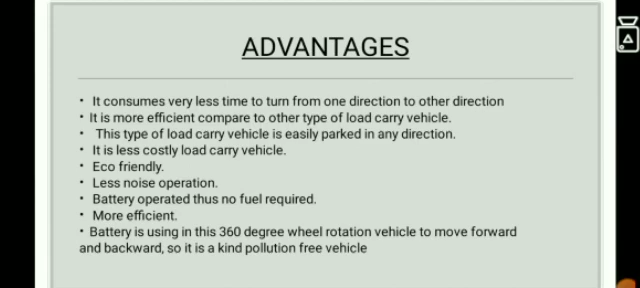 ADVANTAGES
• It consumes very less time to turn from one direction to other direction
• It is more efficient compare to other type of load carry vehicle.
• This type of load carry vehicle is easily parked in any direction.
• It is less costly load carry vehicle.
• Eco friendly.
• Less noise operation.
• Battery operated thus no fuel required.
• More efficient.
• Battery is using in this 360 degree wheel rotation vehicle to move forward
and backward, so it is a kind pollution free vehicle